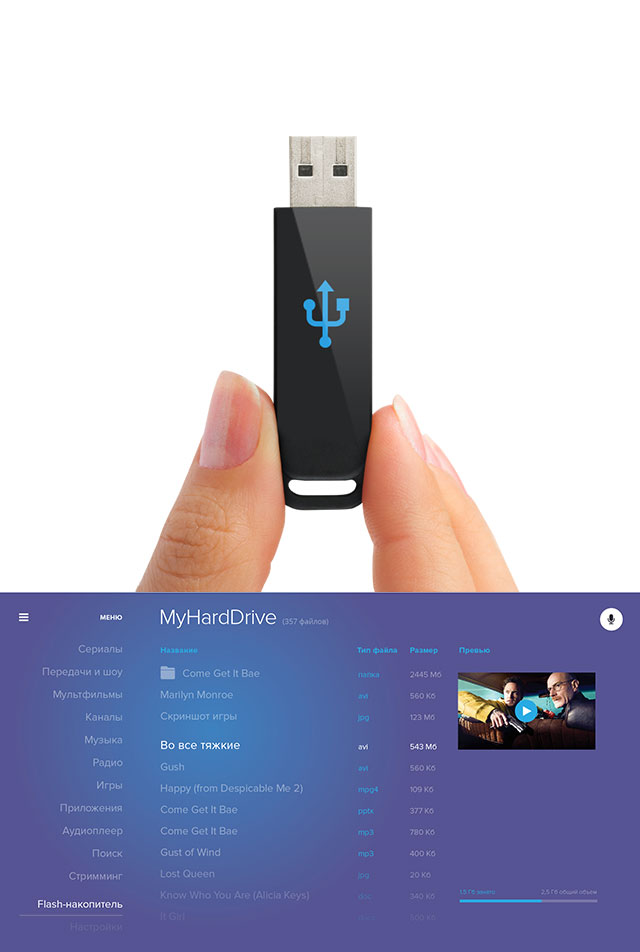 МЕНЮ
MyHardDrive (357 файлов)
Сериалы
Передачи и шоу
Мультфильмы
Каналы
Музыка
Радио
Игры
Приложения
Аудиоплеер
Поиск
Стримминг
Flash-накопитель
Настройки
Название Тип файла Размер Превью
Come Get It Bae папка 2445 Мб
Marilyn Monroe avi 560 Кб
Скриншот игры jpg 123 Мб
Во все тяжкие avi 543 Мб
Gush avi 560 Кб
Happy (from Despicable Me 2) mpg4 109 Кб
Come Get It Bae pptx 377 Кб
Come Get It Bae mp3 780 Кб
Gust of Wind mp3 400 Кб
Lost Queen jpg 20 Кб
Know Who You Are (Alicia Keys) doc 340 Кб
It Girl docx 500 Кб
1,5 Гб занято 2,5 Гб общий объем